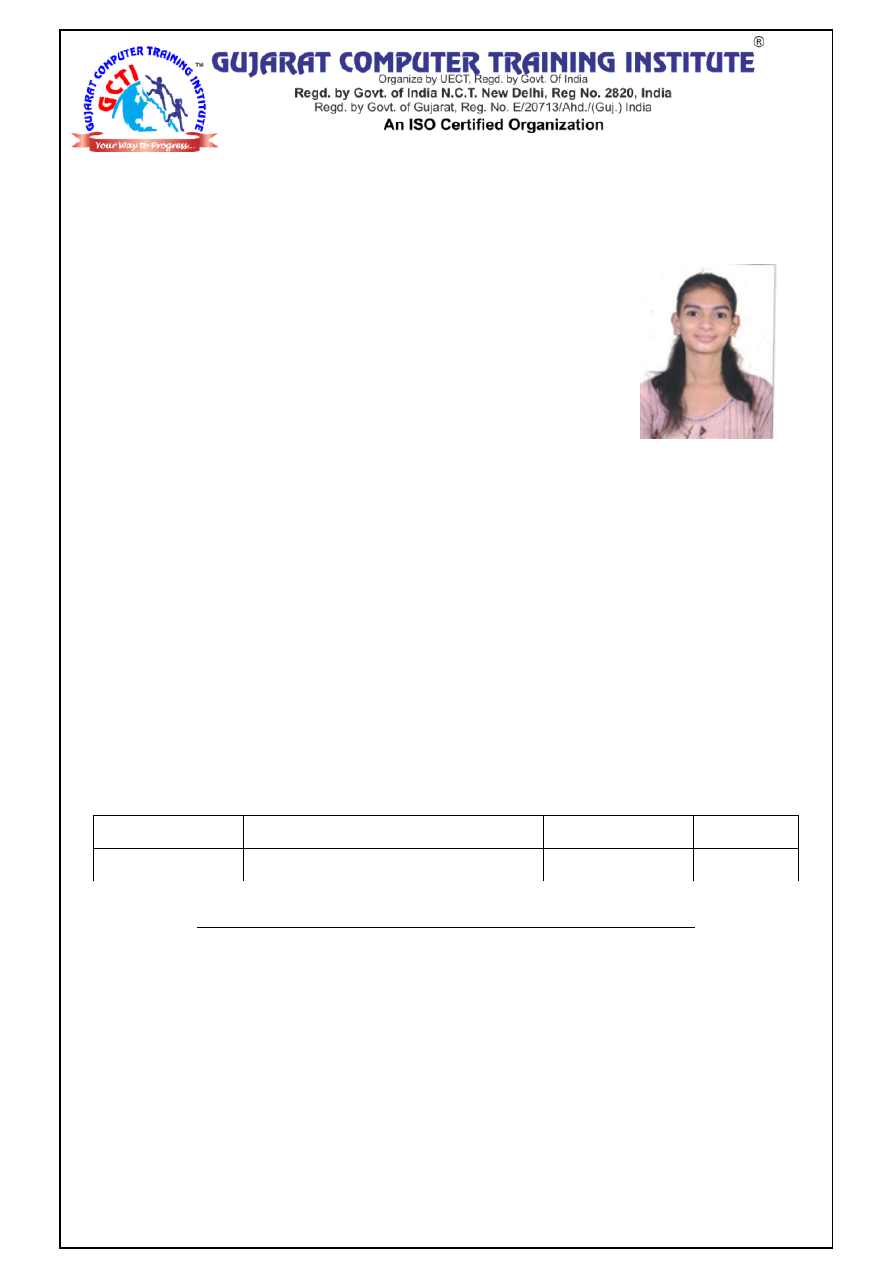 GUJARAT COMPUTER TRAINING INSTITUTE ®
GUJARAT COMPUTER TRAINING INSTITUTE ™
GCTI
Your Way to Progress...
Organize by UECT, Regd. by Govt. Of India
Regd. by Govt. of India N.C.T. New Delhi, Reg No. 2820, India
Regd. by Govt. of Gujarat, Reg. No. E/20713/Ahd./(Guj.) India
An ISO Certified Organization